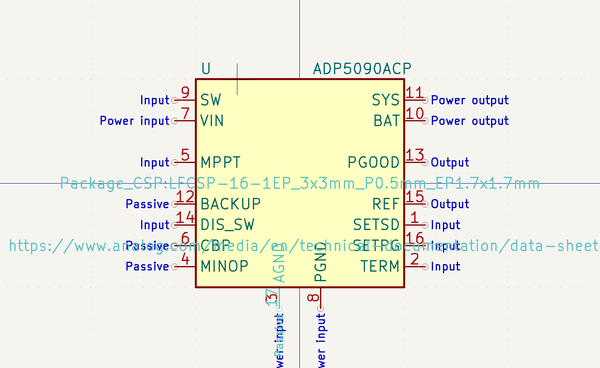 U ADP5090ACP
Input 9 SW SYS 11 Power output
Power input 7 VIN BAT 10 Power output
Input 5 MPPT PGOOD 13 Output
Package_CSP:LFCSP-16-1EP_3x3mm_P0.5mm_EP1.7x1.7mm
Passive 12 BACKUP REF 15 Output
Input 14 DIS_SW SETSD 1 Input
Passive 6 CBP SETPG 16 Input
https://www.analog.com/media/en/technical-documentation/data-sheet
Passive 4 MINOP TERM 2 Input
AGND PGND
3 17 8
wer input wer input